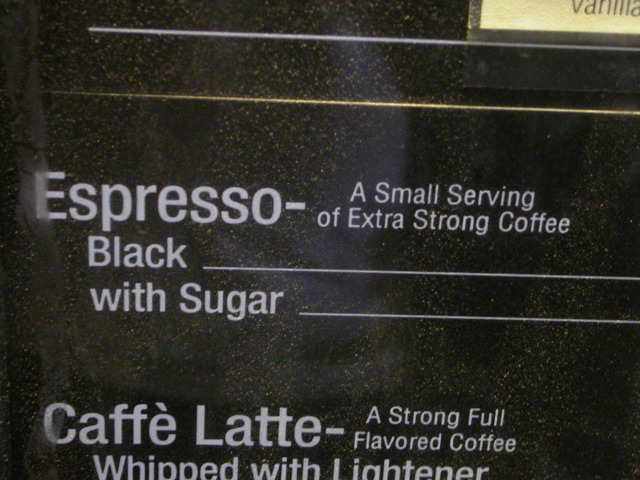 vanilla
Espresso- A Small Serving
of Extra Strong Coffee
Black
with Sugar
Caffè Latte- A Strong Full
Flavored Coffee
Whipped with Lightener